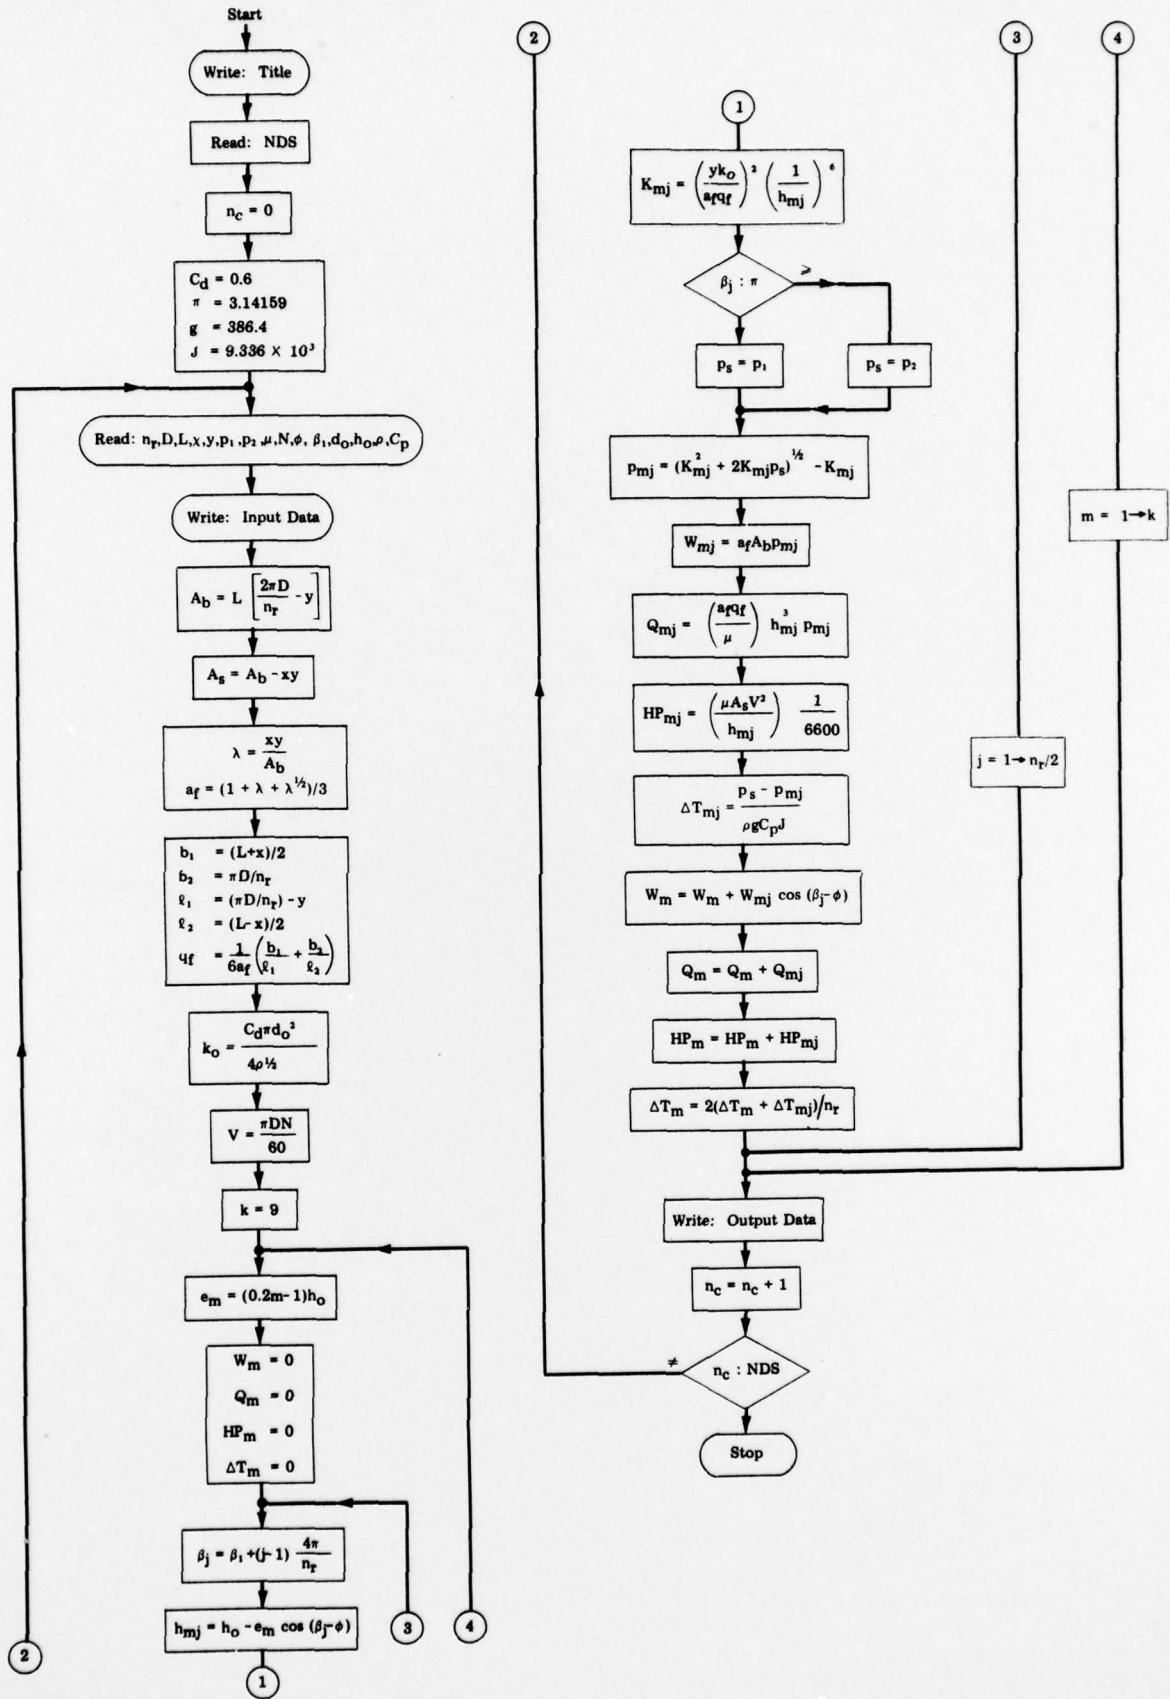 Start
Write: Title
Read: NDS
n_c = 0
C_d = 0.6
π = 3.14159
g = 386.4
J = 9.336 × 10³
Read: n_r,D,L,χ,y,p₁,p₂,μ,N,φ, β₁,d_o,h_o,ρ,C_p
Write: Input Data
A_b = L [2πD/n_r - y]
A_s = A_b - xy
λ = xy/A_b
a_f = (1 + λ + λ^½)/3
b₁ = (L+x)/2
b₂ = πD/n_r
ℓ₁ = (πD/n_r) - y
ℓ₂ = (L-x)/2
q_f = 1/6a_f (b₁/ℓ₁ + b₂/ℓ₂)
k_o = C_dπd_o²/4ρ^½
V = πDN/60
k = 9
e_m = (0.2m-1)h_o
W_m = 0
Q_m = 0
HP_m = 0
ΔT_m = 0
β_j = β₁ +(j-1) 4π/n_r
h_mj = h_o - e_m cos (β_j-φ)
3
4
2
1
2
3
4
1
K_mj = (yk_o/a_fq_f)² (1/h_mj)⁶
β_j : π
≥
p_s = p₁
p_s = p₂
p_mj = (K_mj² + 2K_mjp_s)^½ - K_mj
m = 1→k
W_mj = a_fA_bp_mj
Q_mj = (a_fq_f/μ) h_mj³ p_mj
HP_mj = (μA_sV²/h_mj) 1/6600
j = 1→n_r/2
ΔT_mj = p_s - p_mj/ρgC_pJ
W_m = W_m + W_mj cos (β_j-φ)
Q_m = Q_m + Q_mj
HP_m = HP_m + HP_mj
ΔT_m = 2(ΔT_m + ΔT_mj)/n_r
Write: Output Data
n_c = n_c + 1
≠
n_c : NDS
Stop